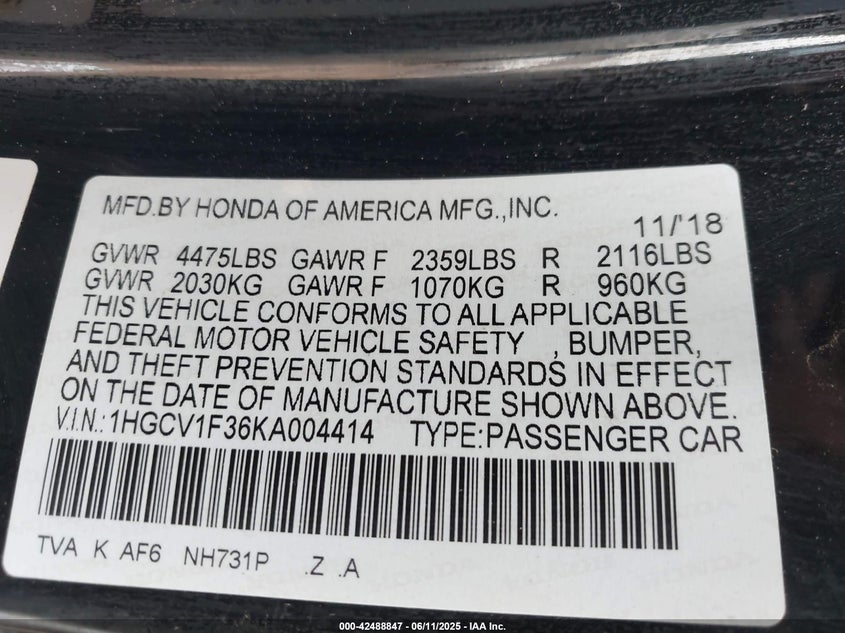 MFD.BY HONDA OF AMERICA MFG.,INC.
11/'18
GVWR 4475LBS GAWR F 2359LBS R 2116LBS
GVWR 2030KG GAWR F 1070KG R 960KG
THIS VEHICLE CONFORMS TO ALL APPLICABLE
FEDERAL MOTOR VEHICLE SAFETY , BUMPER,
AND THEFT PREVENTION STANDARDS IN EFFECT
ON THE DATE OF MANUFACTURE SHOWN ABOVE.
V.I.N.:1HGCV1F36KA004414 TYPE:PASSENGER CAR
TVA K AF6 NH731P .Z .A
000-42488847 - 06/11/2025 - IAA Inc.